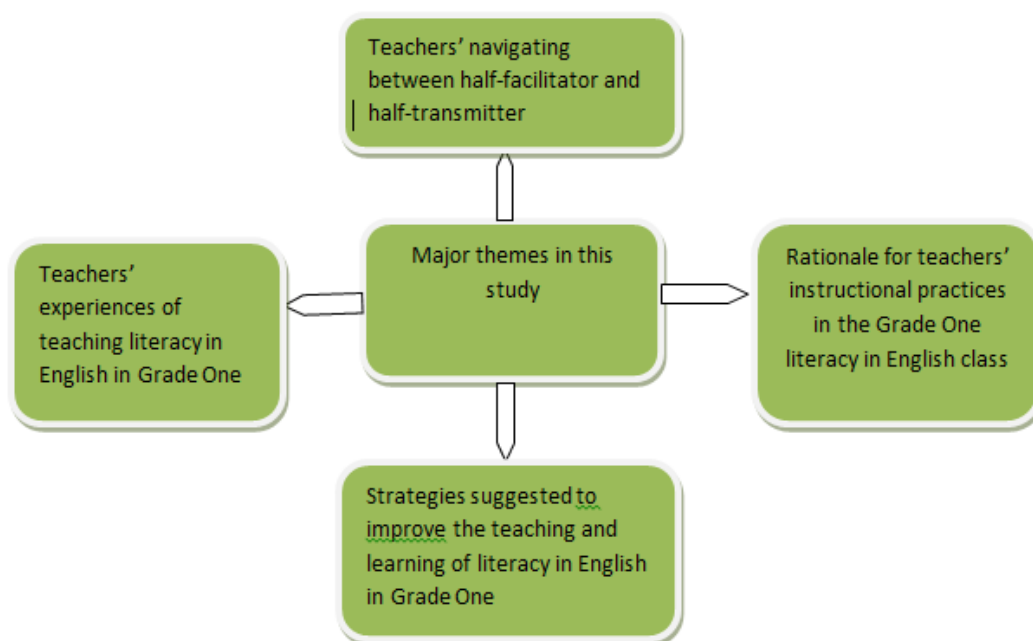 Teachers’ navigating
between half-facilitator and
half-transmitter
Major themes in this
study
Teachers’
experiences of
teaching literacy in
English in Grade One
Rationale for teachers’
instructional practices
in the Grade One
literacy in English class
Strategies suggested to
improve the teaching and
learning of literacy in English
in Grade One